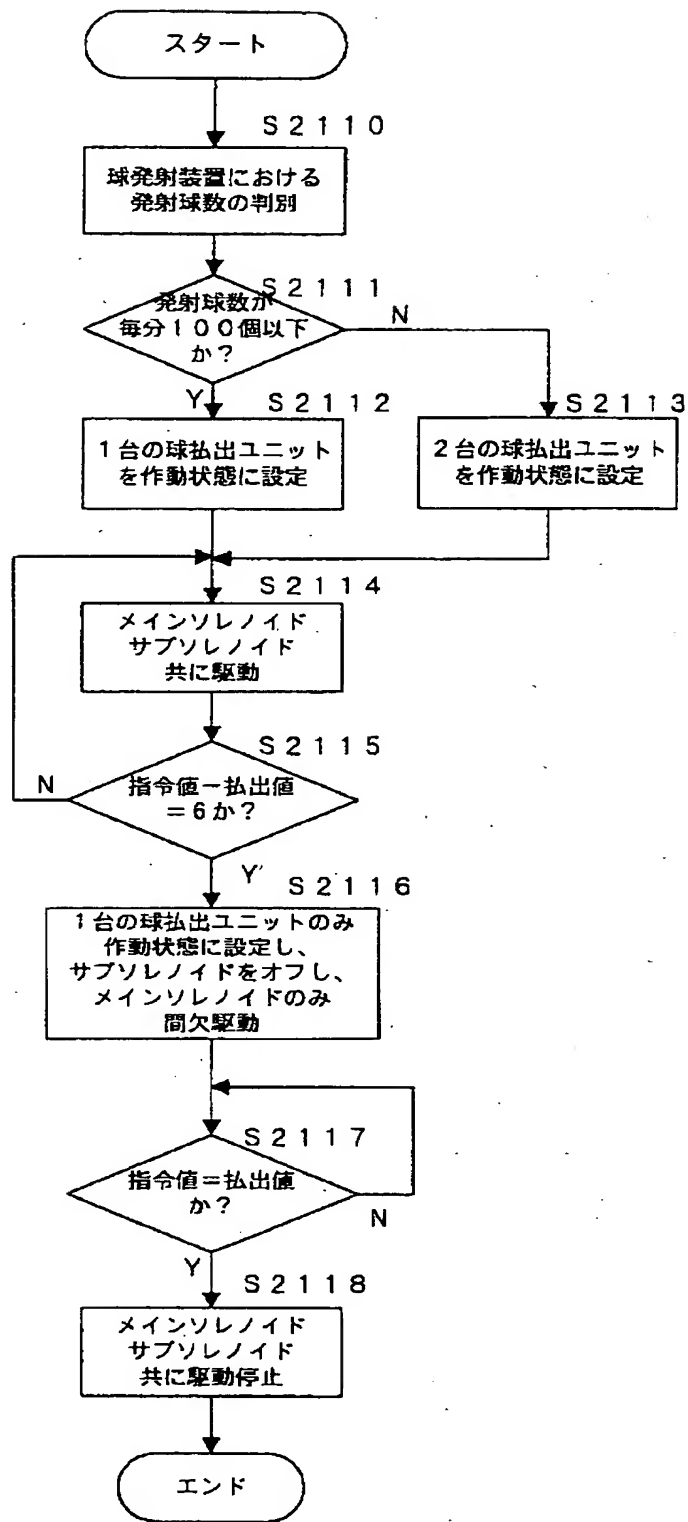 スタート
S2110
球発射装置における
発射球数の判別
S2111
発射球数が
毎分100個以下
か?
N
Y
S2112
1台の球払出ユニット
を作動状態に設定
S2113
2台の球払出ユニット
を作動状態に設定
S2114
メインソレノイド
サブソレノイド
共に駆動
S2115
指令値-払出値
=6か?
N
Y
S2116
1台の球払出ユニットのみ
作動状態に設定し、
サブソレノイドをオフし、
メインソレノイドのみ
間欠駆動
S2117
指令値=払出値
か?
N
Y
S2118
メインソレノイド
サブソレノイド
共に駆動停止
エンド